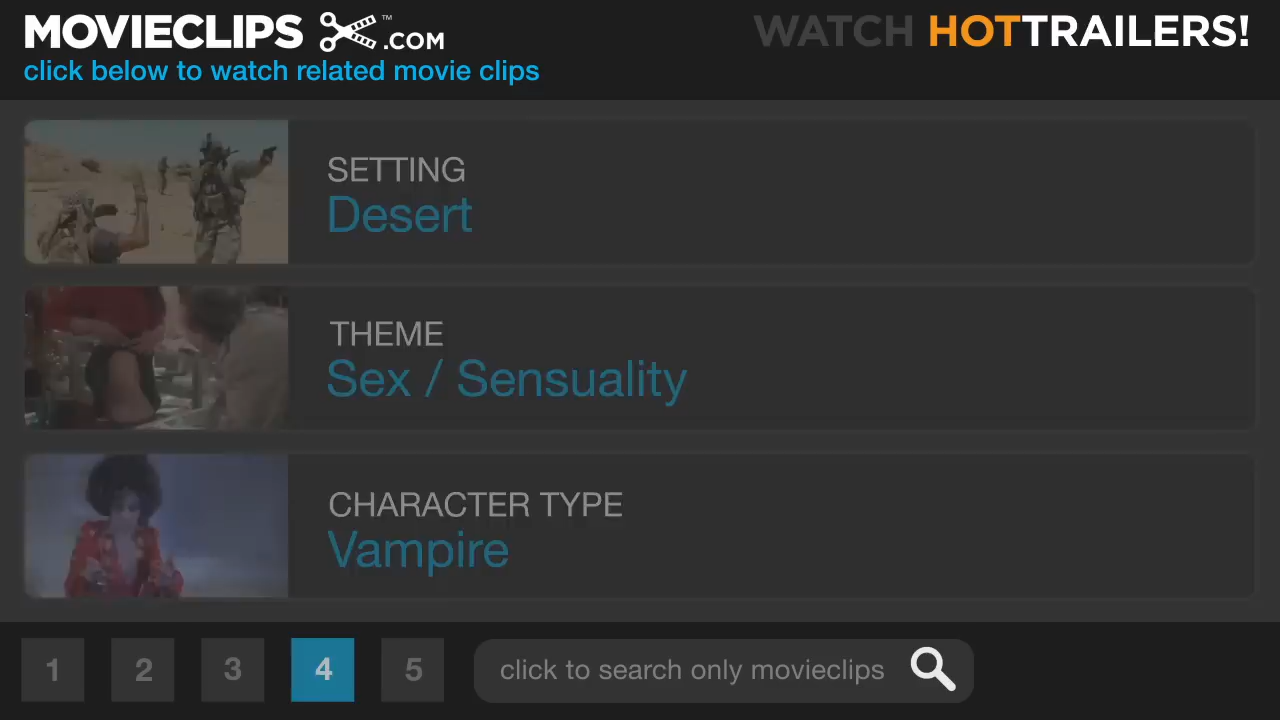 MOVIECLIPS ™ .COM
WATCH HOTTRAILERS!
click below to watch related movie clips
SETTING
Desert
THEME
Sex / Sensuality
CHARACTER TYPE
Vampire
1 2 3 4 5 click to search only movieclips